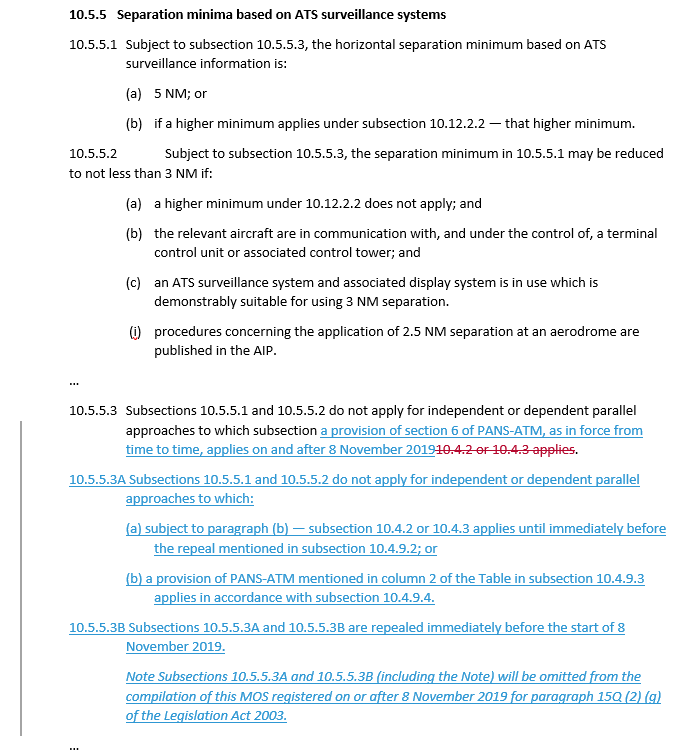 10.5.5 Separation minima based on ATS surveillance systems
10.5.5.1 Subject to subsection 10.5.5.3, the horizontal separation minimum based on ATS
surveillance information is:
(a) 5 NM; or
(b) if a higher minimum applies under subsection 10.12.2.2 — that higher minimum.
10.5.5.2 Subject to subsection 10.5.5.3, the separation minimum in 10.5.5.1 may be reduced
to not less than 3 NM if:
(a) a higher minimum under 10.12.2.2 does not apply; and
(b) the relevant aircraft are in communication with, and under the control of, a terminal
control unit or associated control tower; and
(c) an ATS surveillance system and associated display system is in use which is
demonstrably suitable for using 3 NM separation.
(i) procedures concerning the application of 2.5 NM separation at an aerodrome are
published in the AIP.
...
10.5.5.3 Subsections 10.5.5.1 and 10.5.5.2 do not apply for independent or dependent parallel
approaches to which subsection a provision of section 6 of PANS-ATM, as in force from
time to time, applies on and after 8 November 201910.4.2 or 10.4.3 applies.
10.5.5.3A Subsections 10.5.5.1 and 10.5.5.2 do not apply for independent or dependent parallel
approaches to which:
(a) subject to paragraph (b) — subsection 10.4.2 or 10.4.3 applies until immediately before
the repeal mentioned in subsection 10.4.9.2; or
(b) a provision of PANS-ATM mentioned in column 2 of the Table in subsection 10.4.9.3
applies in accordance with subsection 10.4.9.4.
10.5.5.3B Subsections 10.5.5.3A and 10.5.5.3B are repealed immediately before the start of 8
November 2019.
Note Subsections 10.5.5.3A and 10.5.5.3B (including the Note) will be omitted from the
compilation of this MOS registered on or after 8 November 2019 for paragraph 15Q (2) (g)
of the Legislation Act 2003.
...